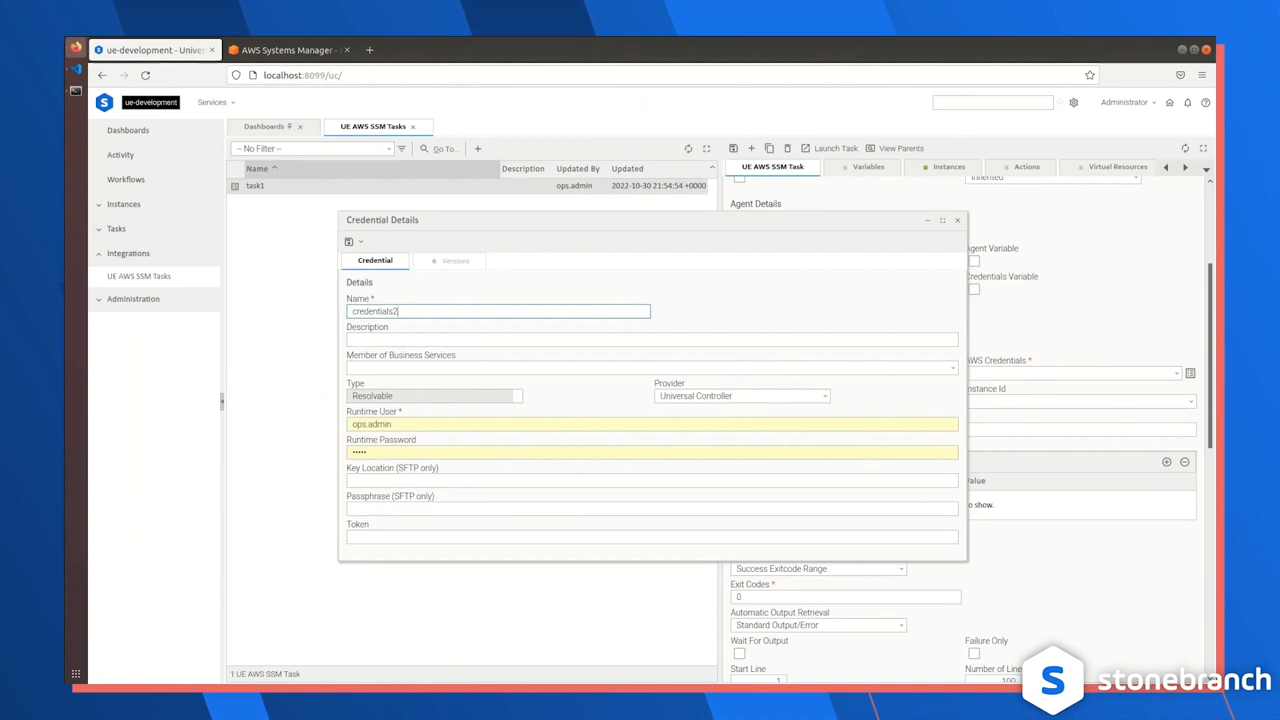 ue-development - Univer
AWS Systems Manager -
localhost:8099/uc/
ue-development
Services
Administrator
Dashboards
Activity
Workflows
Instances
Tasks
Integrations
UE AWS SSM Tasks
Administration
Dashboards
UE AWS SSM Tasks
-- No Filter --
Go To...
Name
Description
Updated By
Updated
task1
ops.admin
2022-10-30 21:54:54 +0000
1 UE AWS SSM Task
Launch Task
View Parents
UE AWS SSM Task
Variables
Instances
Actions
Virtual Resources
Inherited
Agent Details
Agent Variable
Credentials Variable
AWS Credentials *
Instance Id
Value
o show.
Success Exitcode Range
Exit Codes *
0
Automatic Output Retrieval
Standard Output/Error
Wait For Output
Failure Only
Start Line
Number of Line
1
100
Credential Details
Credential
Versions
Details
Name *
credentials2
Description
Member of Business Services
Type
Provider
Resolvable
Universal Controller
Runtime User *
ops.admin
Runtime Password
•••••
Key Location (SFTP only)
Passphrase (SFTP only)
Token
S stonebranch